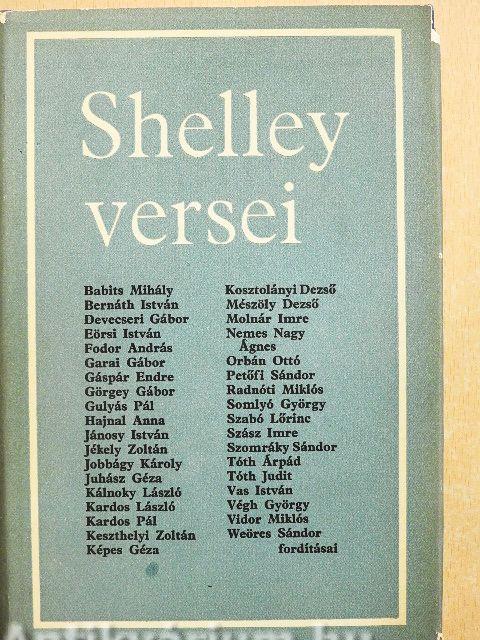 Shelley
versei
Babits Mihály
Bernáth István
Devecseri Gábor
Eörsi István
Fodor András
Garai Gábor
Gáspár Endre
Görgey Gábor
Gulyás Pál
Hajnal Anna
Jánosy István
Jékely Zoltán
Jobbágy Károly
Juhász Géza
Kálnoky László
Kardos László
Kardos Pál
Keszthelyi Zoltán
Képes Géza
Kosztolányi Dezső
Mészöly Dezső
Molnár Imre
Nemes Nagy
Ágnes
Orbán Ottó
Petőfi Sándor
Radnóti Miklós
Somlyó György
Szabó Lőrinc
Szász Imre
Szomráky Sándor
Tóth Árpád
Tóth Judit
Vas István
Végh György
Vidor Miklós
Weöres Sándor
fordításai
Antikvárium.hu